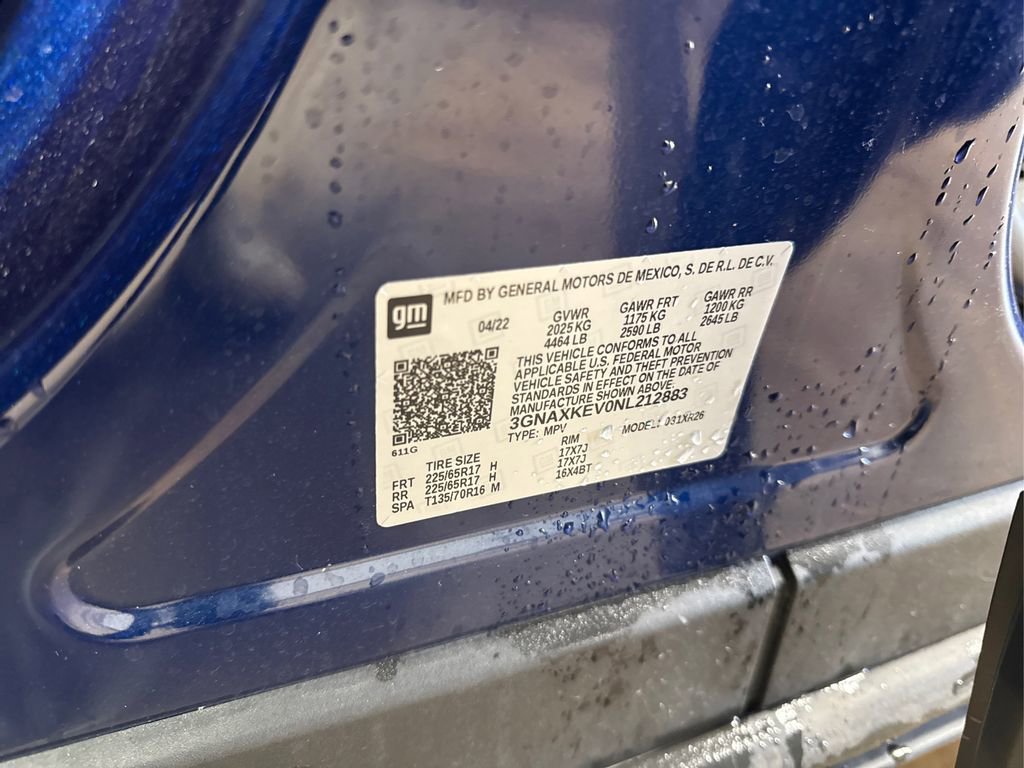 gm
MFD BY GENERAL MOTORS DE MEXICO, S. DE R.L. DE C.V.
04/22
GVWR
2025 KG
4464 LB
GAWR FRT
1175 KG
2590 LB
GAWR RR
1200 KG
2645 LB
THIS VEHICLE CONFORMS TO ALL
APPLICABLE U.S. FEDERAL MOTOR
VEHICLE SAFETY AND THEFT PREVENTION
STANDARDS IN EFFECT ON THE DATE OF
MANUFACTURE SHOWN ABOVE.
3GNAXKEV0NL212883
TYPE: MPV MODEL: 031XR26
611G
TIRE SIZE RIM
FRT 225/65R17 H 17X7J
RR 225/65R17 H 17X7J
SPA T135/70R16 M 16X4BT